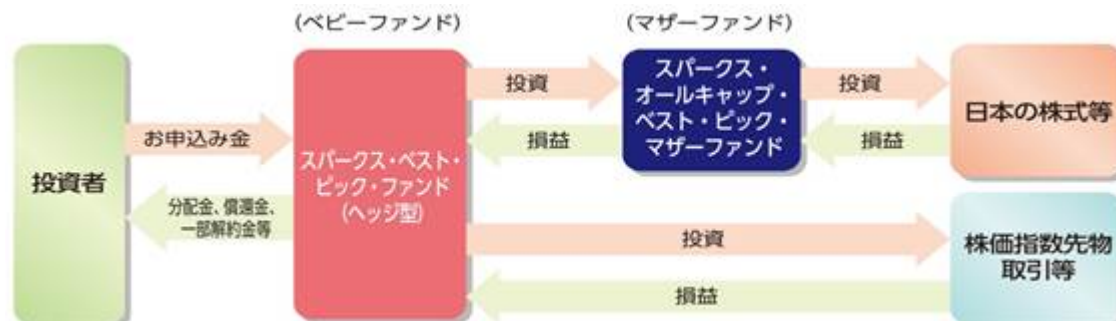 (ベビーファンド)
(マザーファンド)
投資者
お申込み金
分配金、償還金、
一部解約金等
スパークス・ベスト・
ピック・ファンド
(ヘッジ型)
投資
損益
スパークス・
オールキャップ・
ベスト・ピック・
マザーファンド
投資
損益
日本の株式等
投資
損益
株価指数先物
取引等